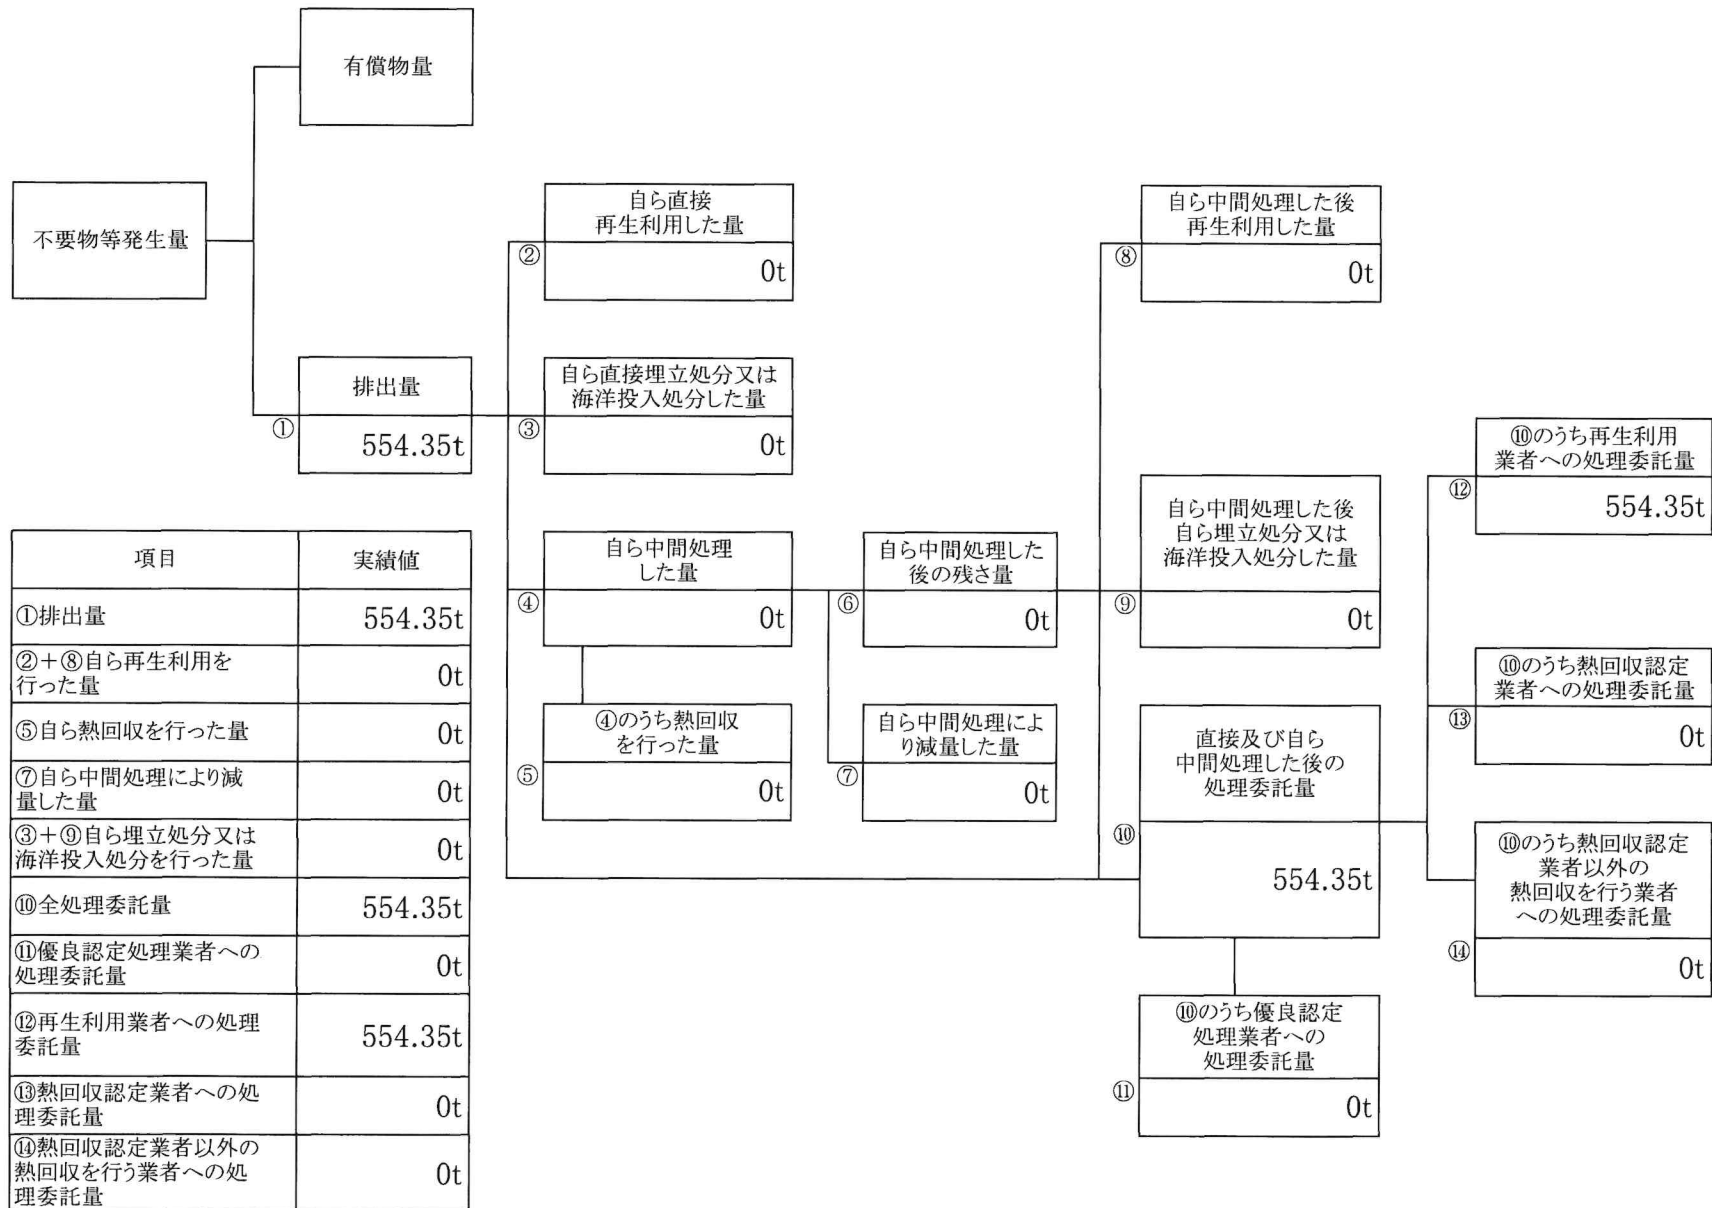 有償物量
不要物等発生量
自ら直接
再生利用した量
②
0t
自ら中間処理した後
再生利用した量
⑧
0t
排出量
①
554.35t
自ら直接埋立処分又は
海洋投入処分した量
③
0t
⑩のうち再生利用
業者への処理委託量
⑫
554.35t
自ら中間処理
した量
④
0t
自ら中間処理した
後の残さ量
⑥
0t
自ら中間処理した後
自ら埋立処分又は
海洋投入処分した量
⑨
0t
⑩のうち熱回収認定
業者への処理委託量
⑬
0t
④のうち熱回収
を行った量
⑤
0t
自ら中間処理によ
り減量した量
⑦
0t
直接及び自ら
中間処理した後の
処理委託量
⑩
554.35t
⑩のうち熱回収認定
業者以外の
熱回収を行う業者
への処理委託量
⑭
0t
⑩のうち優良認定
処理業者への
処理委託量
⑪
0t
項目 実績値
①排出量 554.35t
②+⑧自ら再生利用を
行った量 0t
⑤自ら熱回収を行った量 0t
⑦自ら中間処理により減
量した量 0t
③+⑨自ら埋立処分又は
海洋投入処分を行った量 0t
⑩全処理委託量 554.35t
⑪優良認定処理業者への
処理委託量 0t
⑫再生利用業者への処理
委託量 554.35t
⑬熱回収認定業者への処
理委託量 0t
⑭熱回収認定業者以外の
熱回収を行う業者への処
理委託量 0t